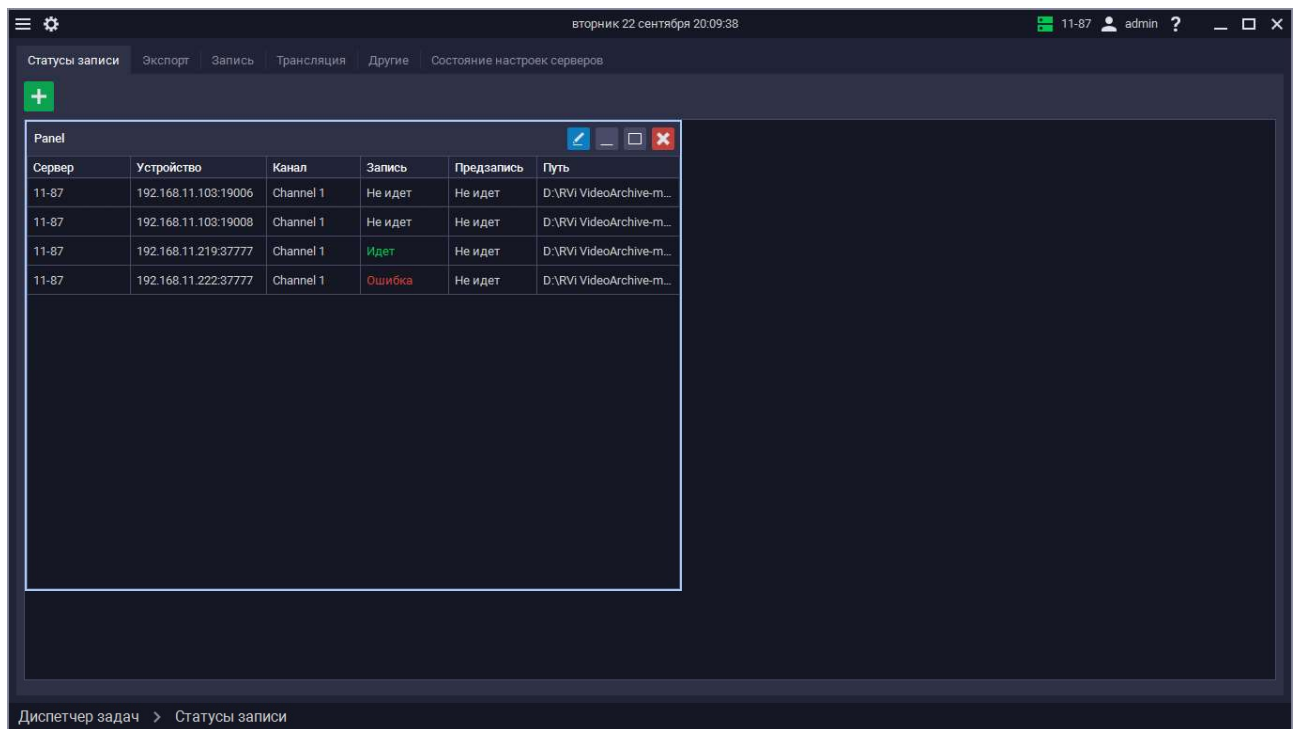 вторник 22 сентября 20:09:38 11-87 admin ?
Статусы записи Экспорт Запись Трансляция Другие Состояние настроек серверов
Panel
Сервер Устройство Канал Запись Предзапись Путь
11-87 192.168.11.103:19006 Channel 1 Не идет Не идет D:\RVi VideoArchive-m...
11-87 192.168.11.103:19008 Channel 1 Не идет Не идет D:\RVi VideoArchive-m...
11-87 192.168.11.219:37777 Channel 1 Идет Не идет D:\RVi VideoArchive-m...
11-87 192.168.11.222:37777 Channel 1 Ошибка Не идет D:\RVi VideoArchive-m...
Диспетчер задач > Статусы записи